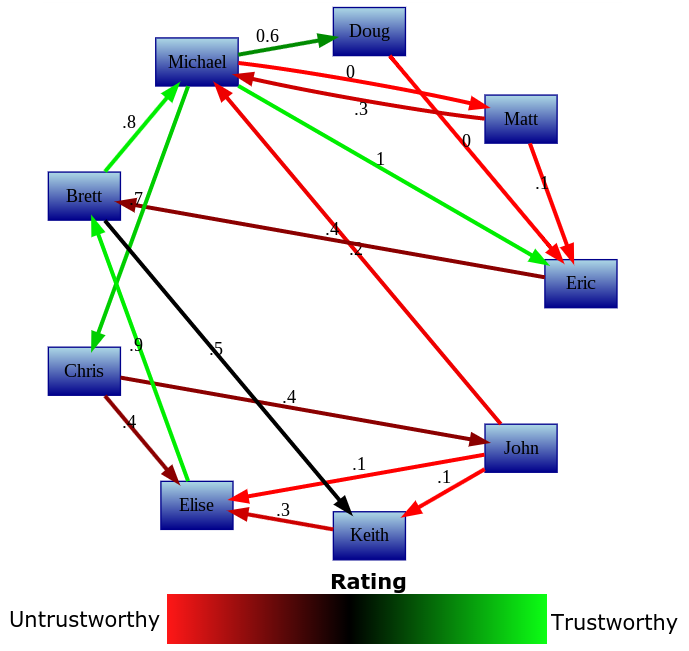 Doug
0.6
Michael
0
.3
Matt
.8
0
1
.1
Brett
.7
.4
.2
Eric
.9
.5
Chris
.4
.4
John
.1
.1
Elise
.3
Keith
Rating
Untrustworthy
Trustworthy